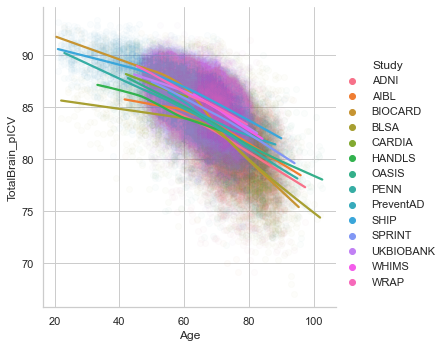 90
85
80
75
70
TotalBrain_pICV
20
40
60
80
100
Age
Study
ADNI
AIBL
BIOCARD
BLSA
CARDIA
HANDLS
OASIS
PENN
PreventAD
SHIP
SPRINT
UKBIOBANK
WHIMS
WRAP